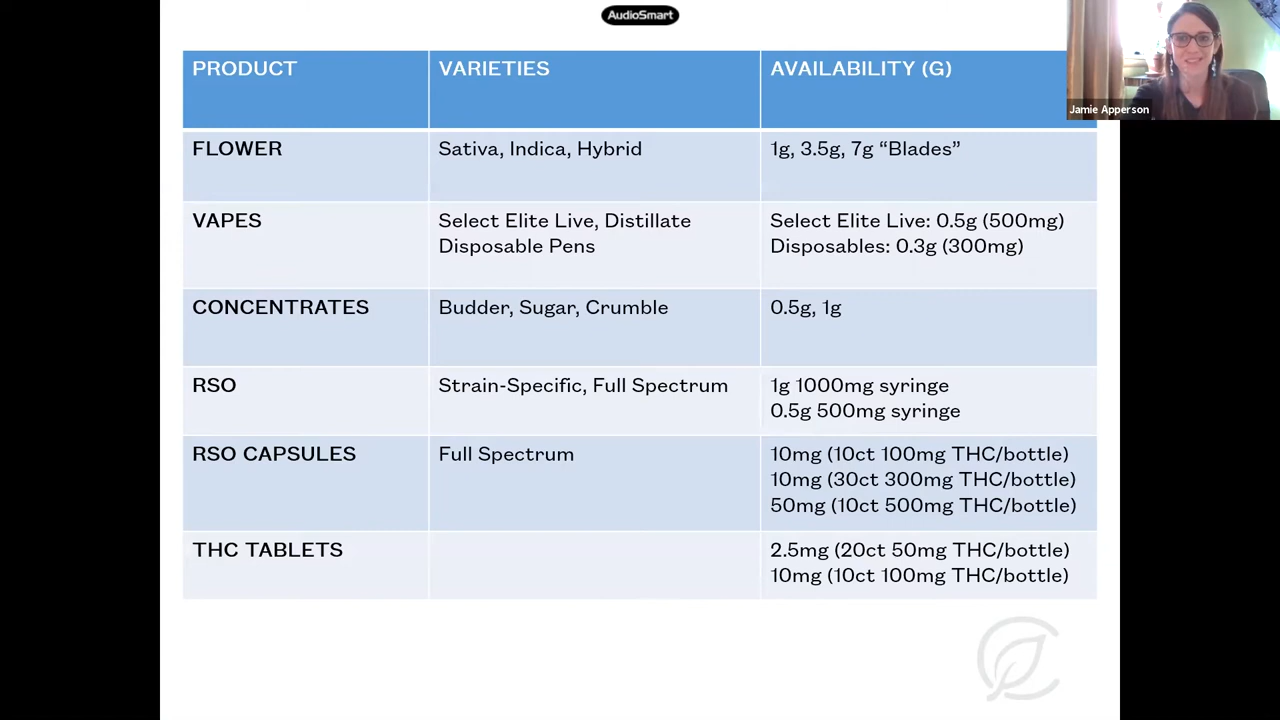 AudioSmart
PRODUCT
VARIETIES
AVAILABILITY (G)
Jamie Apperson
FLOWER
Sativa, Indica, Hybrid
1g, 3.5g, 7g “Blades”
VAPES
Select Elite Live, Distillate
Disposable Pens
Select Elite Live: 0.5g (500mg)
Disposables: 0.3g (300mg)
CONCENTRATES
Budder, Sugar, Crumble
0.5g, 1g
RSO
Strain-Specific, Full Spectrum
1g 1000mg syringe
0.5g 500mg syringe
RSO CAPSULES
Full Spectrum
10mg (10ct 100mg THC/bottle)
10mg (30ct 300mg THC/bottle)
50mg (10ct 500mg THC/bottle)
THC TABLETS
2.5mg (20ct 50mg THC/bottle)
10mg (10ct 100mg THC/bottle)